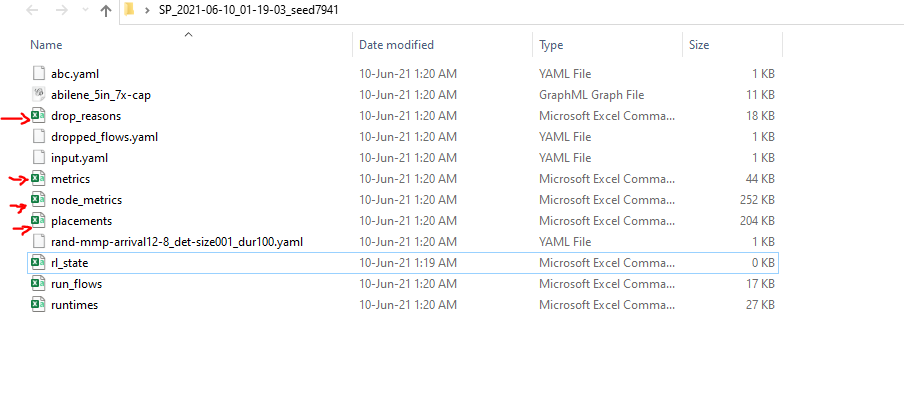 SP_2021-06-10_01-19-03_seed7941
Name Date modified Type Size
abc.yaml 10-Jun-21 1:20 AM YAML File 1 KB
abilene_5in_7x-cap 10-Jun-21 1:20 AM GraphML Graph File 11 KB
drop_reasons 10-Jun-21 1:20 AM Microsoft Excel Comma... 18 KB
dropped_flows.yaml 10-Jun-21 1:20 AM YAML File 1 KB
input.yaml 10-Jun-21 1:20 AM YAML File 1 KB
metrics 10-Jun-21 1:20 AM Microsoft Excel Comma... 44 KB
node_metrics 10-Jun-21 1:20 AM Microsoft Excel Comma... 252 KB
placements 10-Jun-21 1:20 AM Microsoft Excel Comma... 204 KB
rand-mmp-arrival12-8_det-size001_dur100.yaml 10-Jun-21 1:20 AM YAML File 1 KB
rl_state 10-Jun-21 1:19 AM Microsoft Excel Comma... 0 KB
run_flows 10-Jun-21 1:20 AM Microsoft Excel Comma... 17 KB
runtimes 10-Jun-21 1:20 AM Microsoft Excel Comma... 27 KB